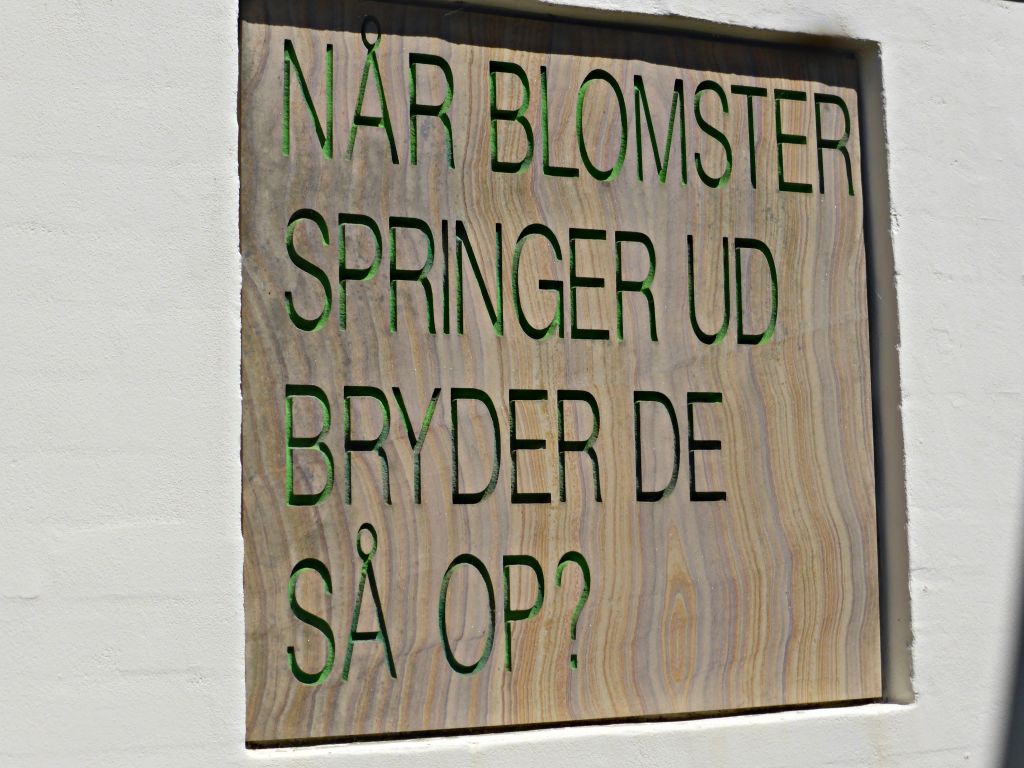 NÅR BLOMSTER
SPRINGER UD
BRYDER DE
SÅ OP?